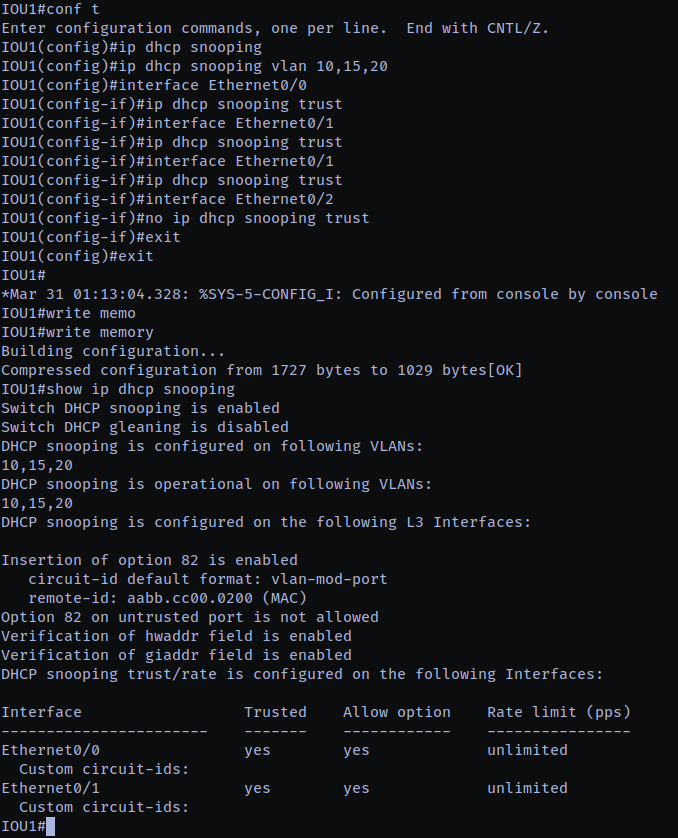 IOU1#conf t
Enter configuration commands, one per line.  End with CNTL/Z.
IOU1(config)#ip dhcp snooping
IOU1(config)#ip dhcp snooping vlan 10,15,20
IOU1(config)#interface Ethernet0/0
IOU1(config-if)#ip dhcp snooping trust
IOU1(config-if)#interface Ethernet0/1
IOU1(config-if)#ip dhcp snooping trust
IOU1(config-if)#interface Ethernet0/1
IOU1(config-if)#ip dhcp snooping trust
IOU1(config-if)#interface Ethernet0/2
IOU1(config-if)#no ip dhcp snooping trust
IOU1(config-if)#exit
IOU1(config)#exit
IOU1#
*Mar 31 01:13:04.328: %SYS-5-CONFIG_I: Configured from console by console
IOU1#write memo
IOU1#write memory
Building configuration...
Compressed configuration from 1727 bytes to 1029 bytes[OK]
IOU1#show ip dhcp snooping
Switch DHCP snooping is enabled
Switch DHCP gleaning is disabled
DHCP snooping is configured on following VLANs:
10,15,20
DHCP snooping is operational on following VLANs:
10,15,20
DHCP snooping is configured on the following L3 Interfaces:

Insertion of option 82 is enabled
   circuit-id default format: vlan-mod-port
   remote-id: aabb.cc00.0200 (MAC)
Option 82 on untrusted port is not allowed
Verification of hwaddr field is enabled
Verification of giaddr field is enabled
DHCP snooping trust/rate is configured on the following Interfaces:

Interface                  Trusted    Allow option    Rate limit (pps)
-----------------------    -------    ------------    ----------------
Ethernet0/0                yes        yes             unlimited
  Custom circuit-ids:
Ethernet0/1                yes        yes             unlimited
  Custom circuit-ids:
IOU1#